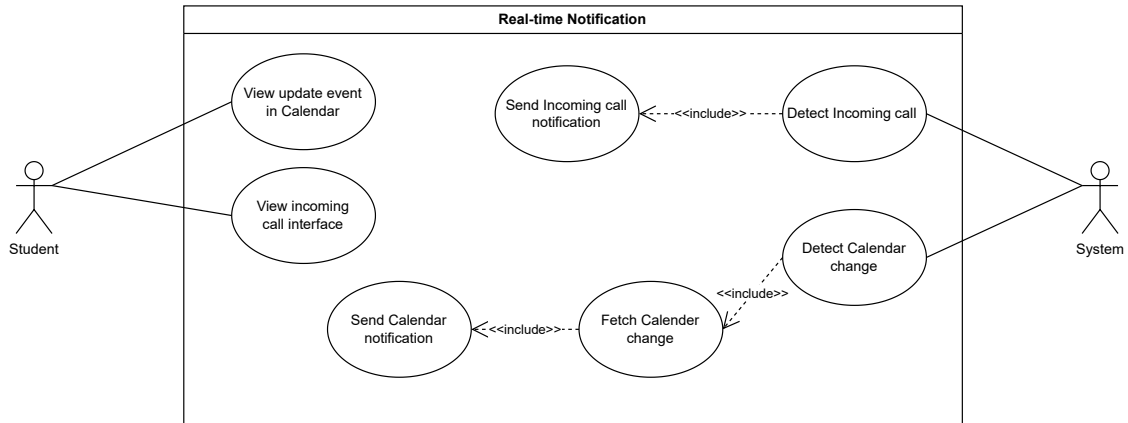 Real-time Notification
View update event
in Calendar
Send Incoming call
notification
<<include>>
Detect Incoming call
Student
View incoming
call interface
System
Detect Calendar
change
<<include>>
Send Calendar
notification
<<include>>
Fetch Calender
change